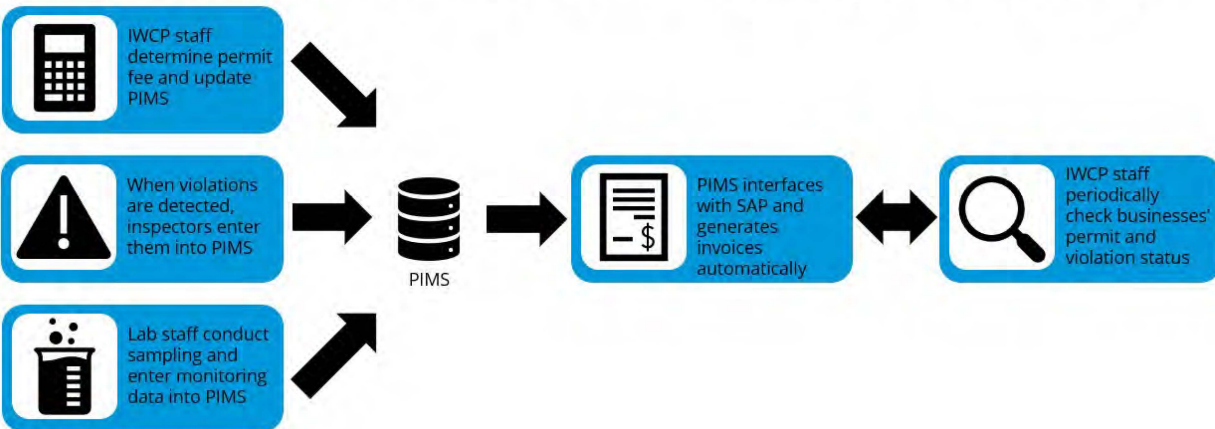 IWCP staff
determine permit
fee and update
PIMS
When violations
are detected,
inspectors enter
them into PIMS
Lab staff conduct
sampling and
enter monitoring
data into PIMS
PIMS
$
PIMS interfaces
with SAP and
generates
invoices
automatically
IWCP staff
periodically
check businesses'
permit and
violation status